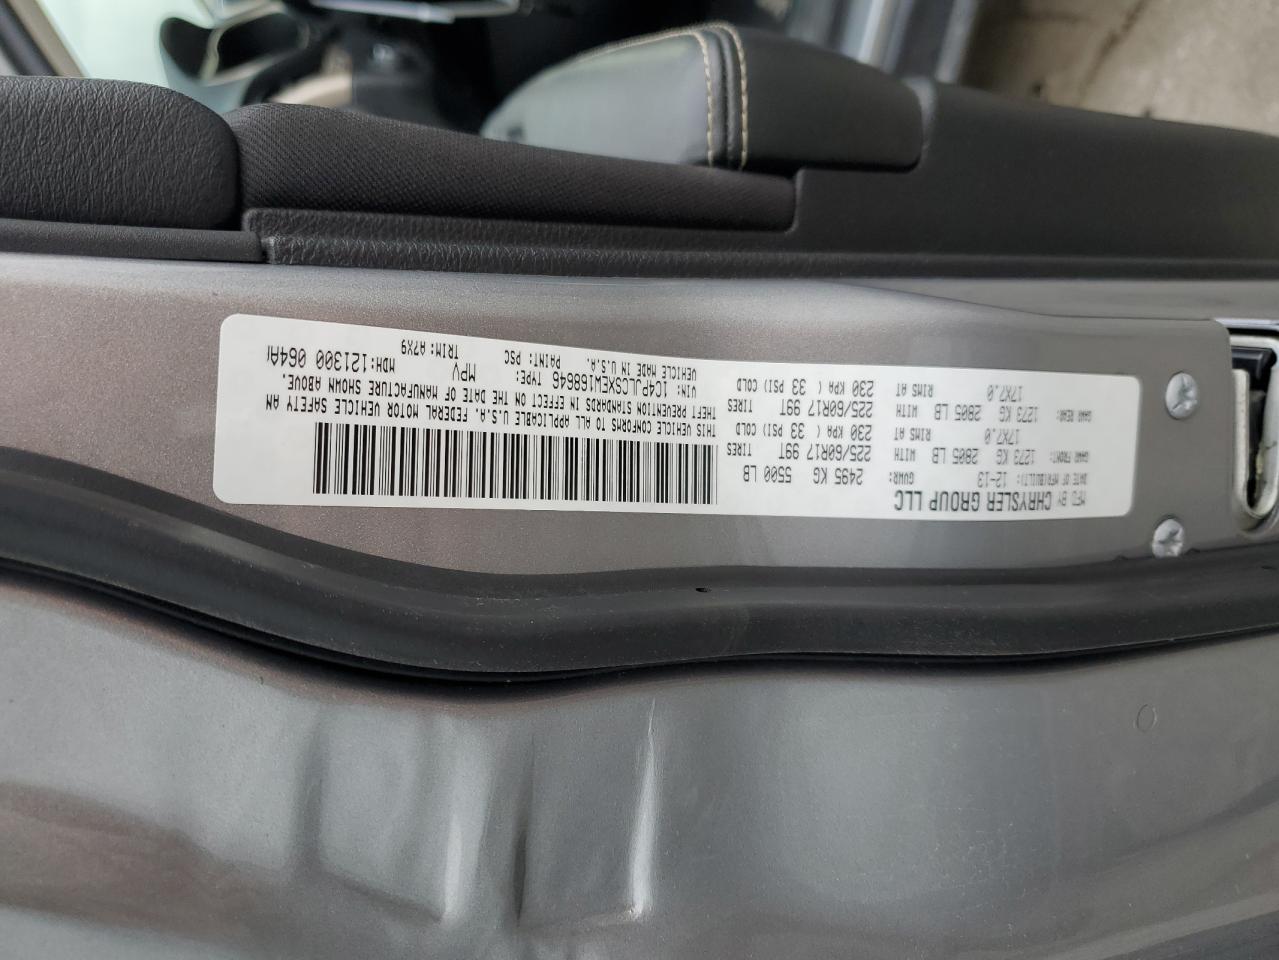 MFD BY CHRYSLER GROUP LLC
DATE OF MFR(BUILT): 12-13 GVWR: 2495 KG 5500 LB
GAWR FRONT: 1273 KG 2805 LB WITH 225/60R17 99T TIRES
17X7.0 RIMS AT 230 KPA ( 33 PSI) COLD
GAWR REAR: 1273 KG 2805 LB WITH 225/60R17 99T TIRES
17X7.0 RIMS AT 230 KPA ( 33 PSI) COLD
THIS VEHICLE CONFORMS TO ALL APPLICABLE U.S.A. FEDERAL MOTOR VEHICLE SAFETY AN
THEFT PREVENTION STANDARDS IN EFFECT ON THE DATE OF MANUFACTURE SHOWN ABOVE.
VIN: 1C4PJLCSXEW168646 TYPE: MPV MDH:121300 064A
VEHICLE MADE IN U.S.A. PAINT: PSC TRIM: A7X9